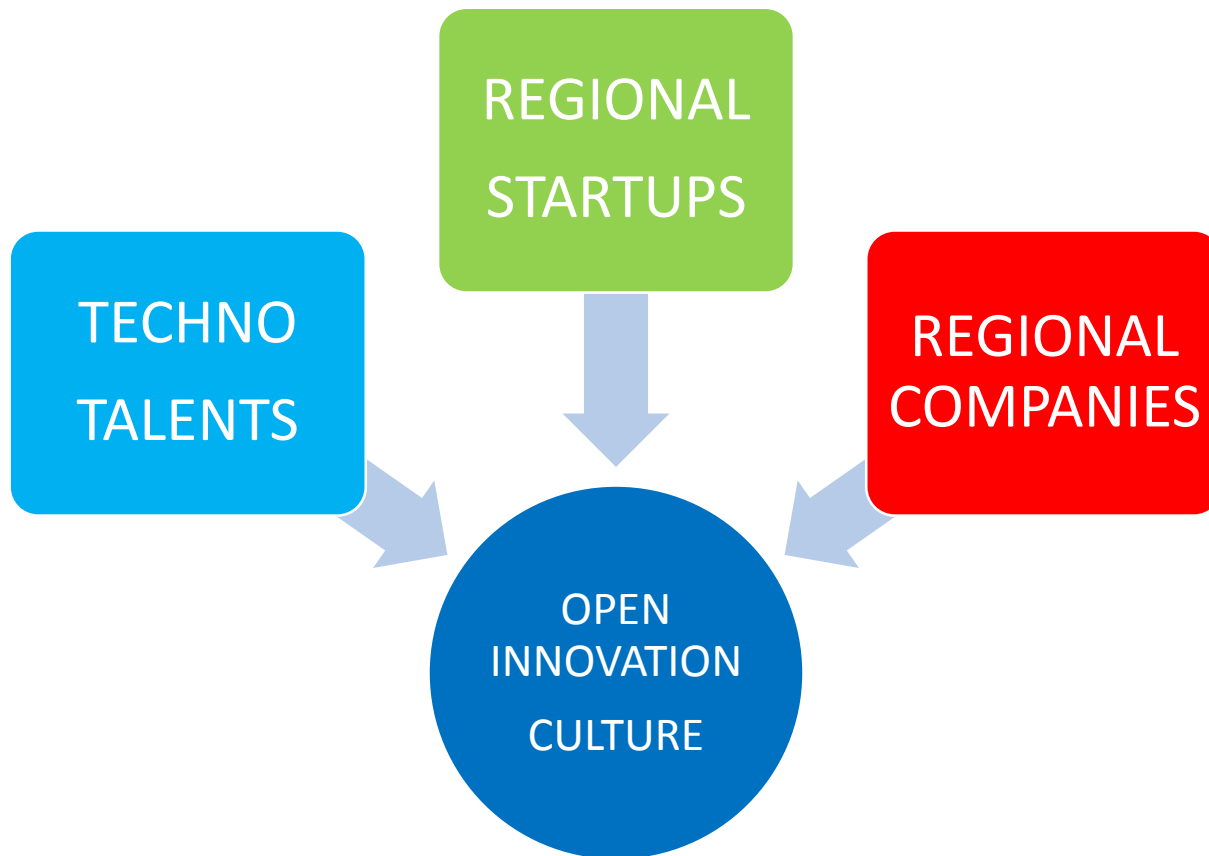 REGIONAL
STARTUPS
TECHNO
TALENTS
REGIONAL
COMPANIES
OPEN
INNOVATION
CULTURE